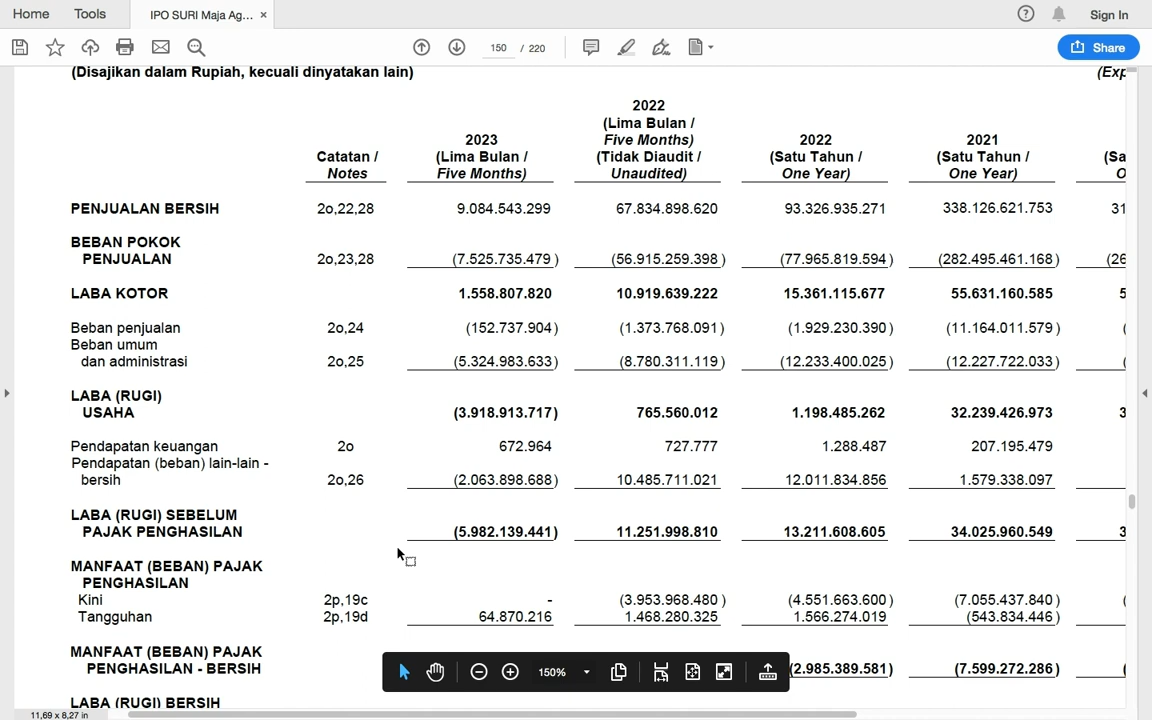 Home Tools IPO SURI Maja Ag... × Sign In
150 / 220 Share
(Disajikan dalam Rupiah, kecuali dinyatakan lain) (Exp
2022
(Lima Bulan /
2023 Five Months) 2022 2021
Catatan / (Lima Bulan / (Tidak Diaudit / (Satu Tahun / (Satu Tahun / (Sa
Notes Five Months) Unaudited) One Year) One Year) O
PENJUALAN BERSIH 2o,22,28 9.084.543.299 67.834.898.620 93.326.935.271 338.126.621.753 31
BEBAN POKOK
PENJUALAN 2o,23,28 (7.525.735.479 ) (56.915.259.398 ) (77.965.819.594 ) (282.495.461.168 ) (26
LABA KOTOR 1.558.807.820 10.919.639.222 15.361.115.677 55.631.160.585 5
Beban penjualan 2o,24 (152.737.904 ) (1.373.768.091 ) (1.929.230.390 ) (11.164.011.579 ) (
Beban umum
dan administrasi 2o,25 (5.324.983.633 ) (8.780.311.119 ) (12.233.400.025 ) (12.227.722.033 ) (
LABA (RUGI)
USAHA (3.918.913.717 ) 765.560.012 1.198.485.262 32.239.426.973 3
Pendapatan keuangan 2o 672.964 727.777 1.288.487 207.195.479
Pendapatan (beban) lain-lain -
bersih 2o,26 (2.063.898.688 ) 10.485.711.021 12.011.834.856 1.579.338.097
LABA (RUGI) SEBELUM
PAJAK PENGHASILAN (5.982.139.441 ) 11.251.998.810 13.211.608.605 34.025.960.549 3
MANFAAT (BEBAN) PAJAK
PENGHASILAN
Kini 2p,19c - (3.953.968.480 ) (4.551.663.600 ) (7.055.437.840 ) (
Tangguhan 2p,19d 64.870.216 1.468.280.325 1.566.274.019 (543.834.446 )
MANFAAT (BEBAN) PAJAK
PENGHASILAN - BERSIH (2.985.389.581 ) (7.599.272.286 ) (
150%
LABA (RUGI) BERSIH
11,69 x 8,27 in